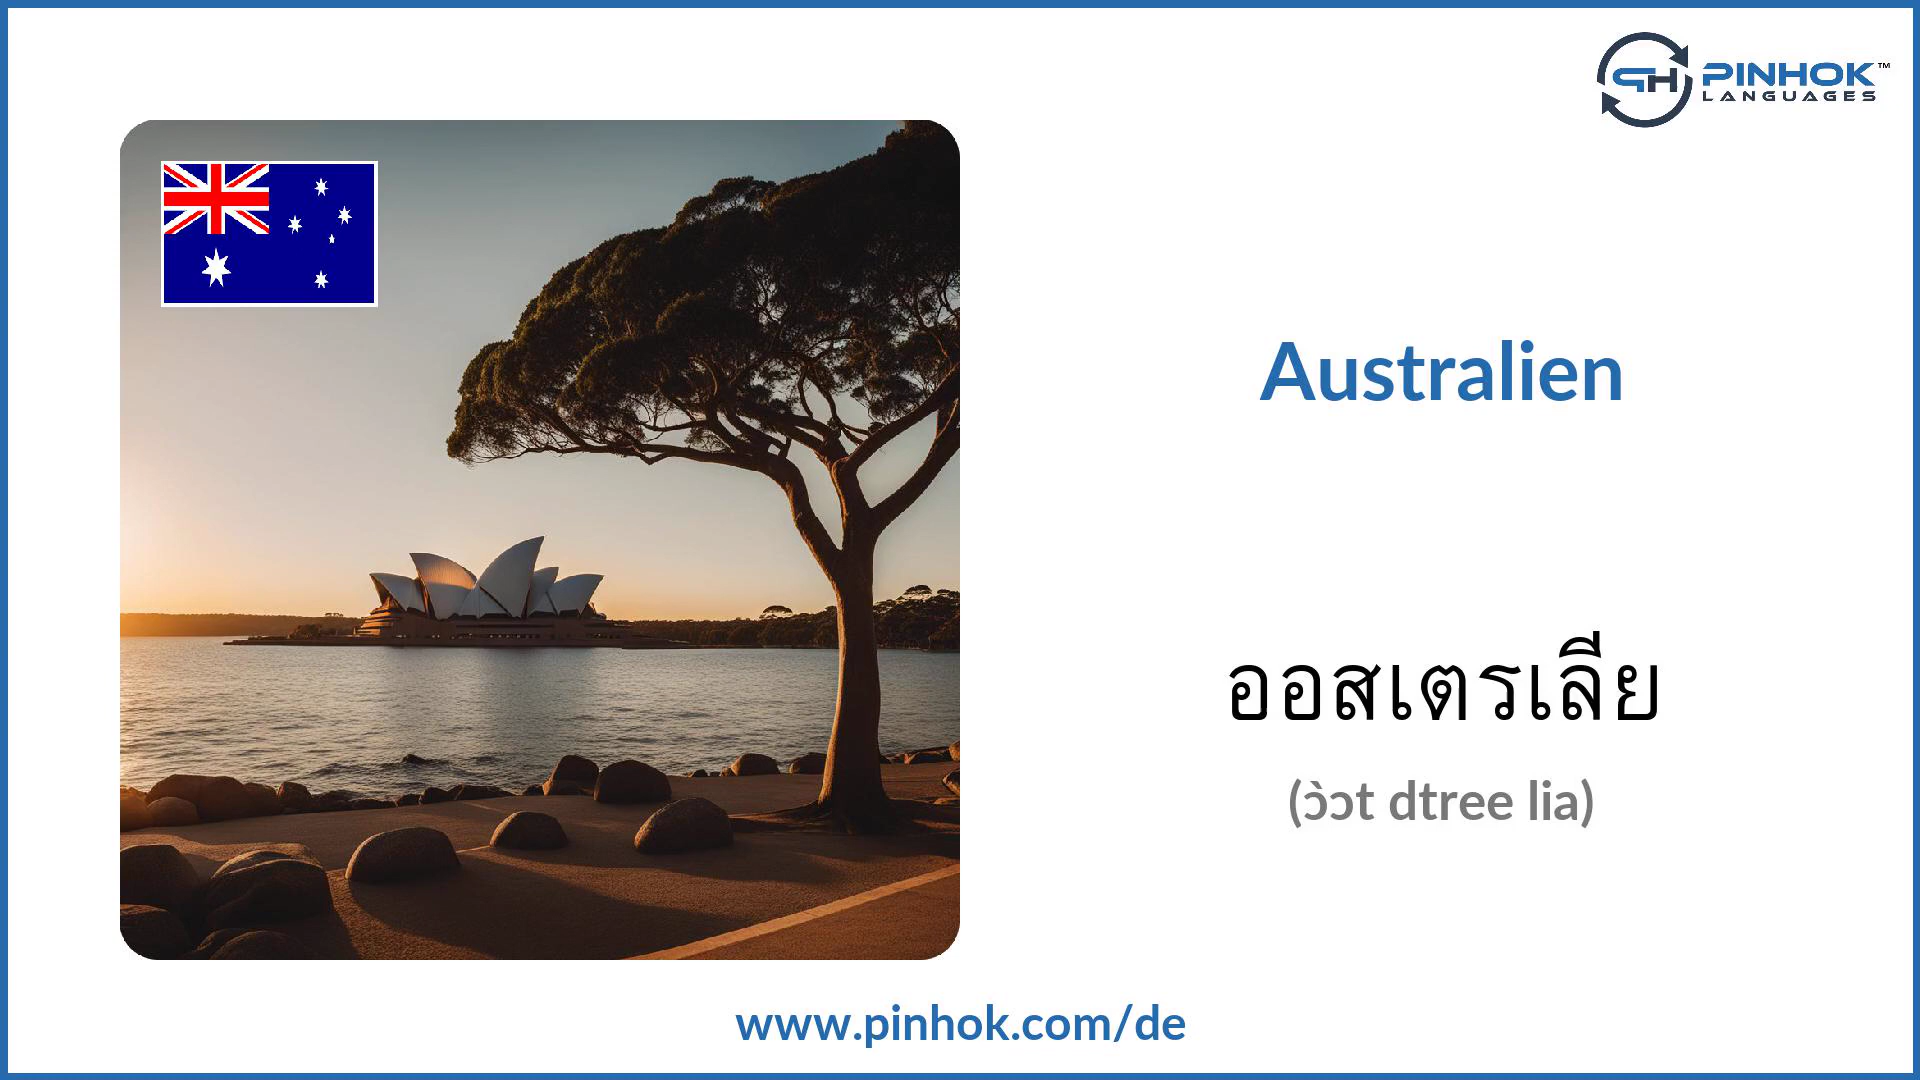 PH PINHOK™
LANGUAGES
Australien
ออสเตรเลีย
(ɔ̀ɔt dtree lia)
www.pinhok.com/de